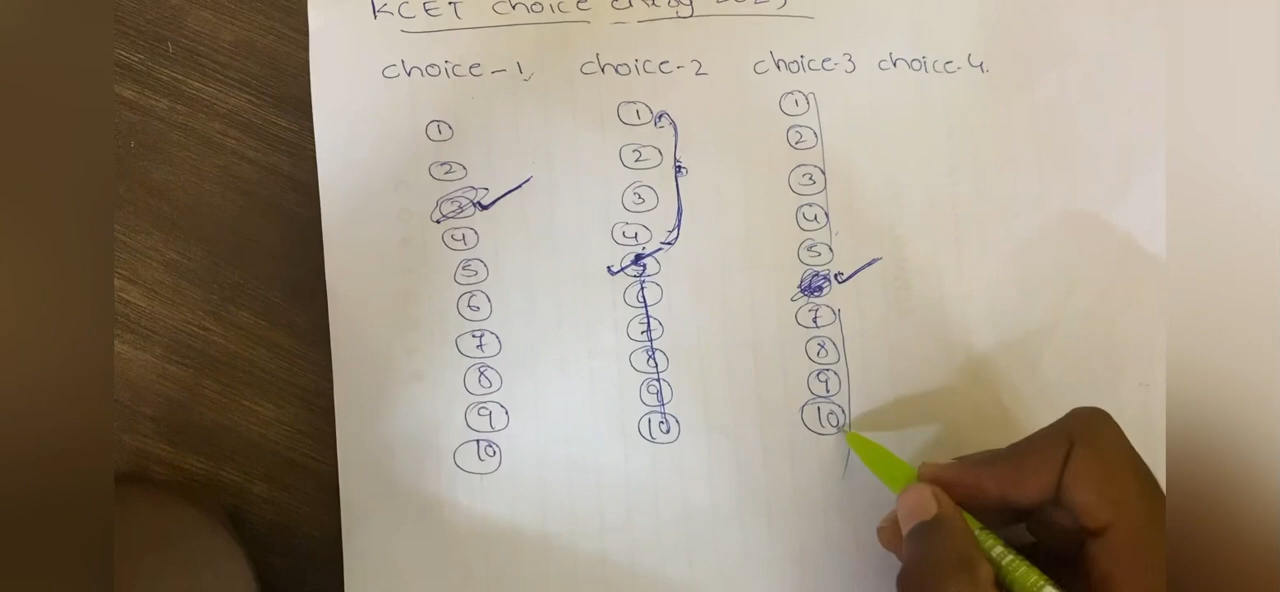 KCET choice
choice-1, choice-2 choice-3 choice-4.
1 1 1
2 2 2
3 3 3
4 4 4
5 5 5
6 6
7 7 7
8 8 8
9 9 9
10 10 10